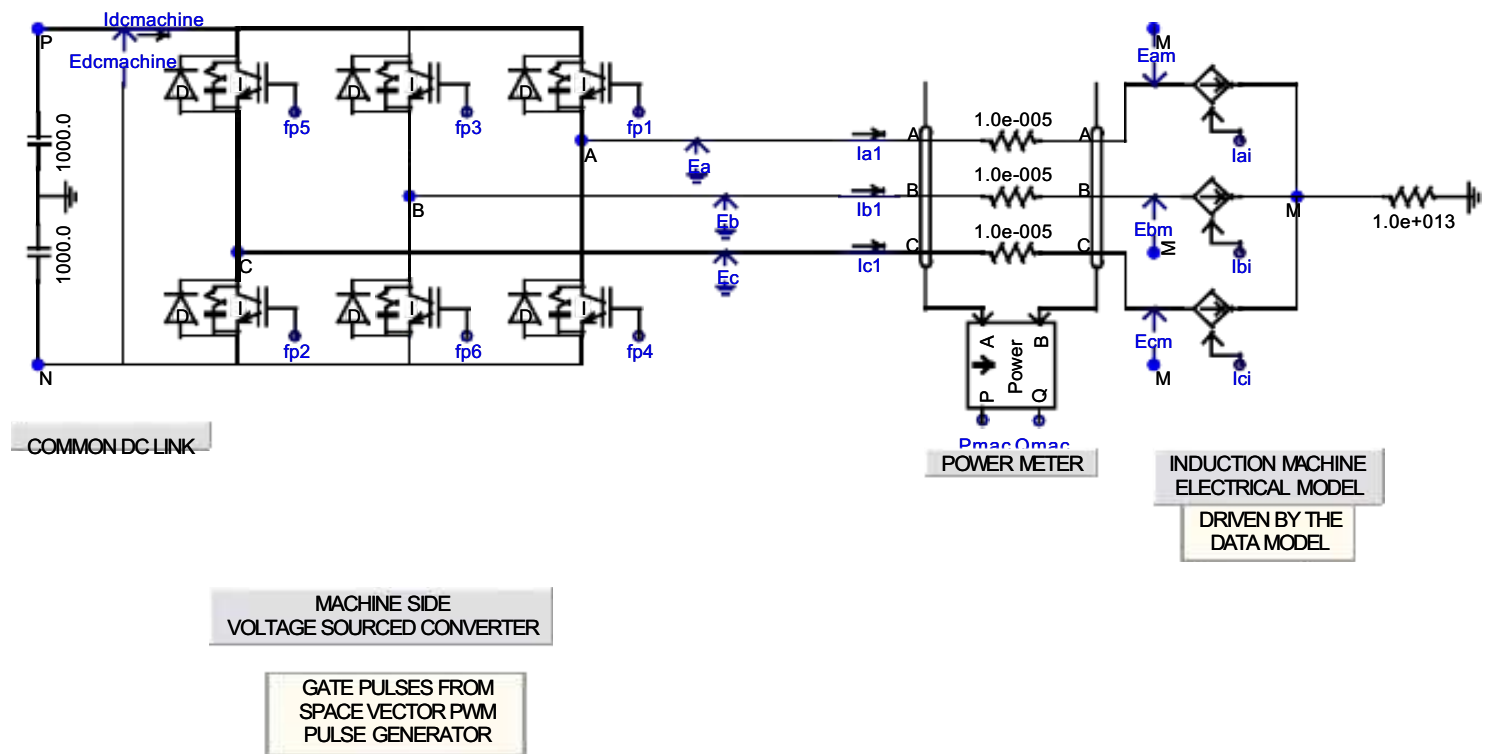 Idcmachine
P
Edcmachine
D
I
D
I
D
I
fp5
fp3
fp1
1000.0
1000.0
A
Ea
B
Eb
C
Ec
Ia1
Ib1
Ic1
A
B
C
1.0e-005
1.0e-005
1.0e-005
A
B
C
M
Eam
Iai
Ebm
M
Ibi
Ecm
M
Ici
M
1.0e+013
D
I
D
I
D
I
fp2
fp6
fp4
N
A
B
Power
P
Q
Pmac Qmac
COMMON DC LINK
POWER METER
INDUCTION MACHINE
ELECTRICAL MODEL
DRIVEN BY THE
DATA MODEL
MACHINE SIDE
VOLTAGE SOURCED CONVERTER
GATE PULSES FROM
SPACE VECTOR PWM
PULSE GENERATOR